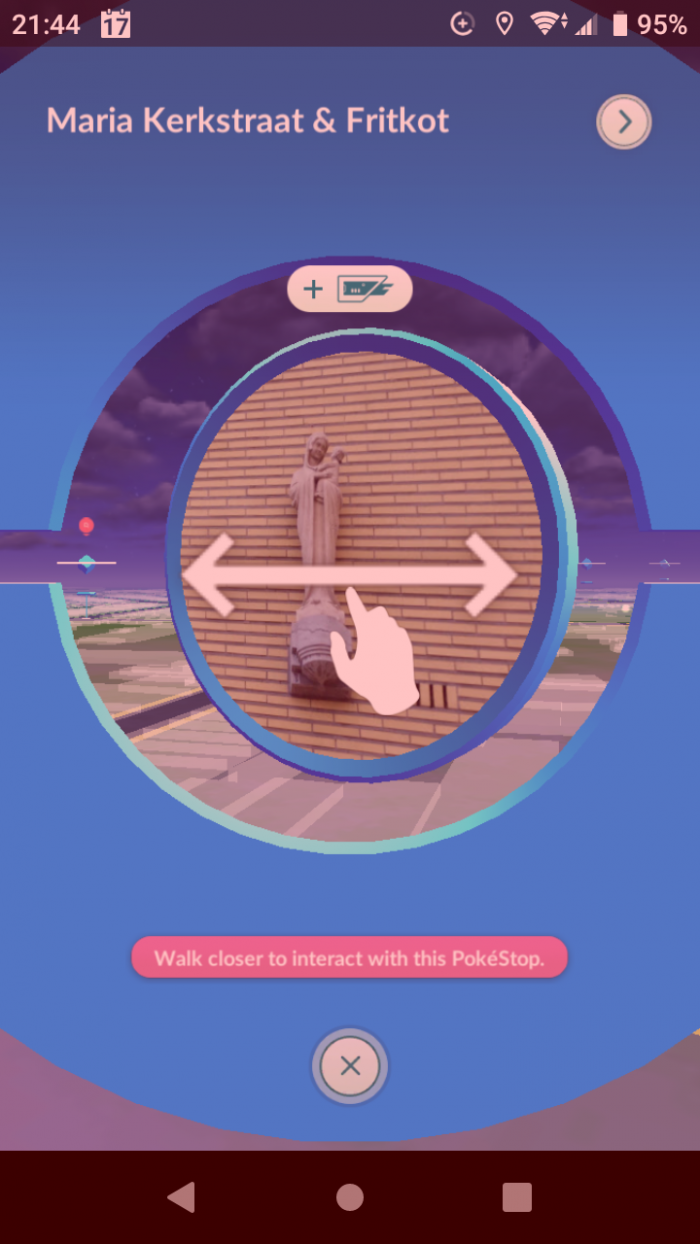 21:44 17 95%
Maria Kerkstraat & Fritkot
Walk closer to interact with this PokéStop.